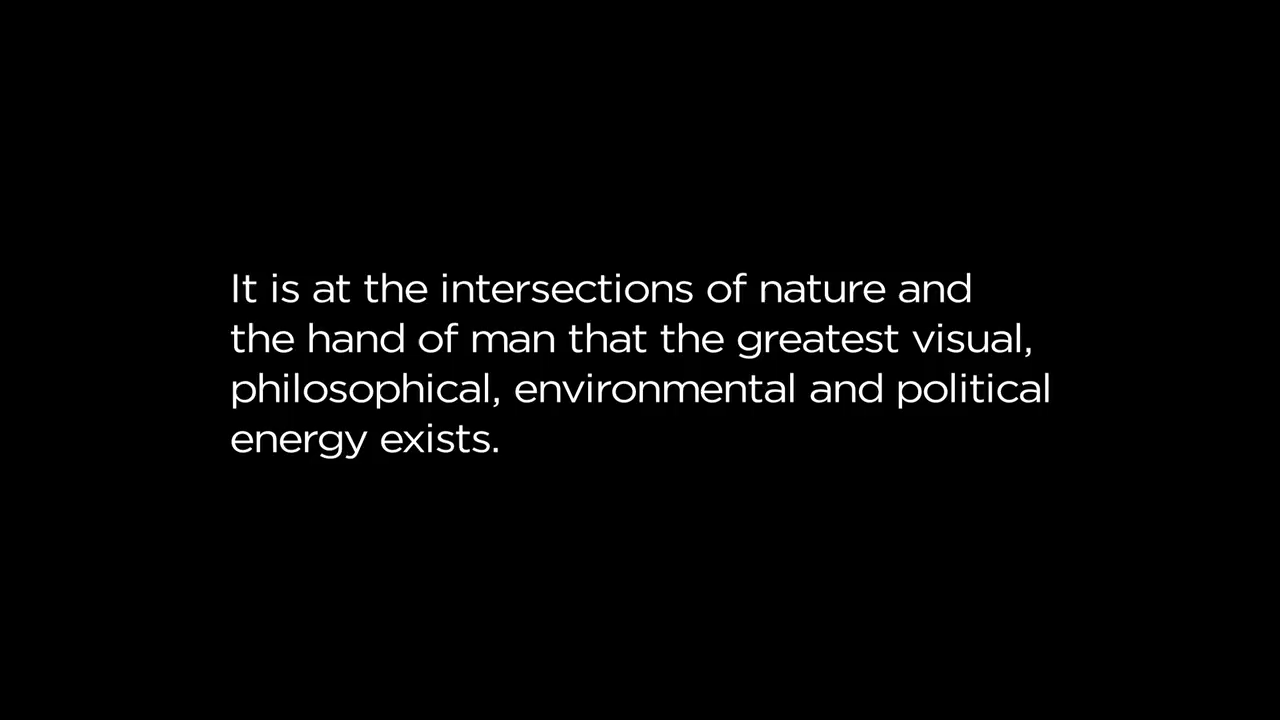 It is at the intersections of nature and
the hand of man that the greatest visual,
philosophical, environmental and political
energy exists.